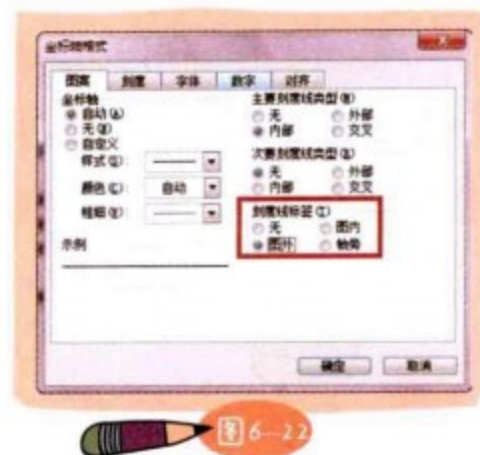 坐标轴格式
图案 刻度 字体 数字 对齐
坐标轴
自动(A)
无(N)
自定义
样式(S):
颜色(C): 自动
粗细(W):
示例
主要刻度线类型(M)
无 外部
内部 交叉
次要刻度线类型(B)
无 外部
内部 交叉
刻度线标签(T)
无 图内
图外 轴旁
确定 取消
图 6—22